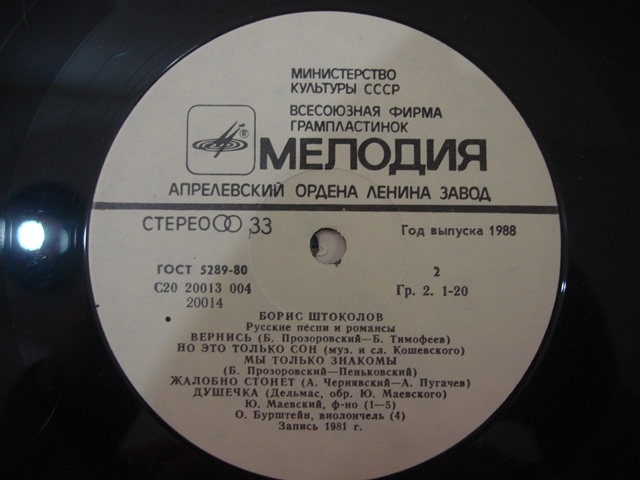 МИНИСТЕРСТВО
КУЛЬТУРЫ СССР
ВСЕСОЮЗНАЯ ФИРМА
ГРАМПЛАСТИНОК
®
МЕЛОДИЯ
АПРЕЛЕВСКИЙ ОРДЕНА ЛЕНИНА ЗАВОД
СТЕРЕО 33
Год выпуска 1988
ГОСТ 5289-80
2
С20 20013 004
Гр. 2. 1-20
20014
БОРИС ШТОКОЛОВ
Русские песни и романсы
ВЕРНИСЬ (Б. Прозоровский—Б. Тимофеев)
НО ЭТО ТОЛЬКО СОН (муз. и сл. Кошевского)
МЫ ТОЛЬКО ЗНАКОМЫ
(Б. Прозоровский—Пеньковский)
ЖАЛОБНО СТОНЕТ (А. Чернявский—А. Пугачев)
ДУШЕЧКА (Дельмас, обр. Ю. Маевского)
Ю. Маевский, ф-но (1—5)
О. Бурштейн, виолончель (4)
Запись 1981 г.